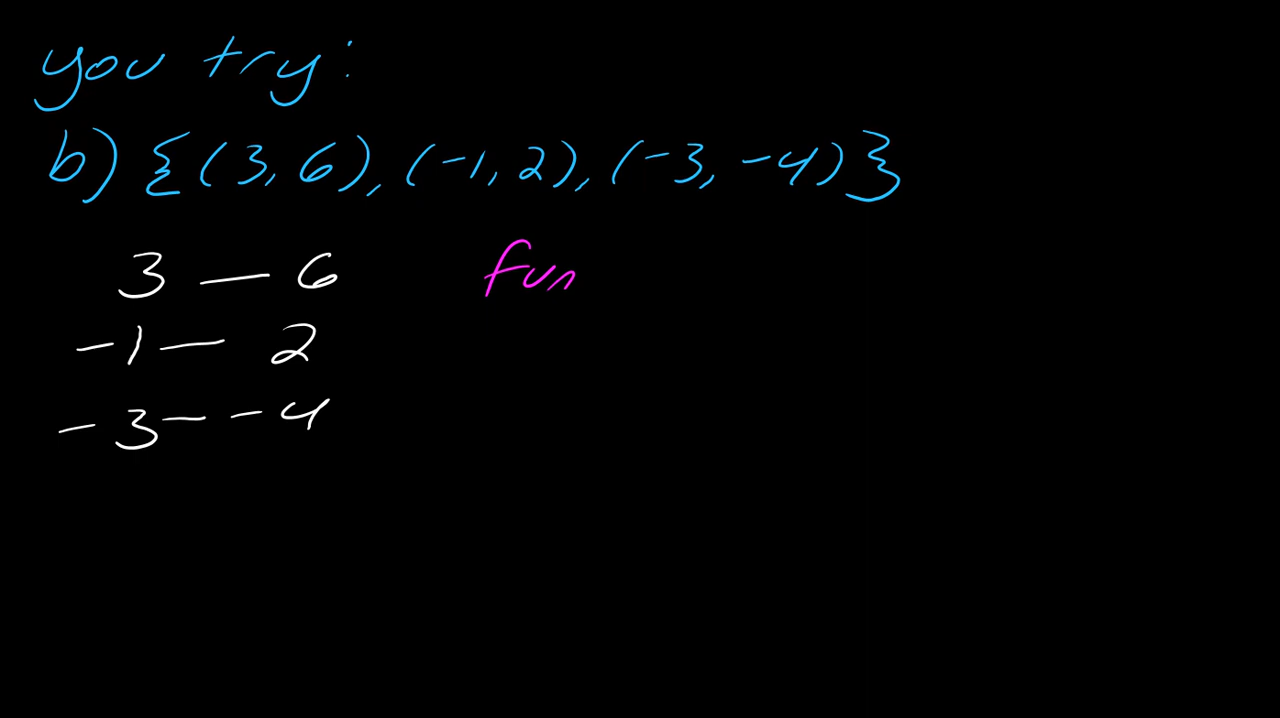 you try:
b) {(3,6), (-1,2), (-3,-4)}
3 — 6 fun
-1 — 2
-3 — -4